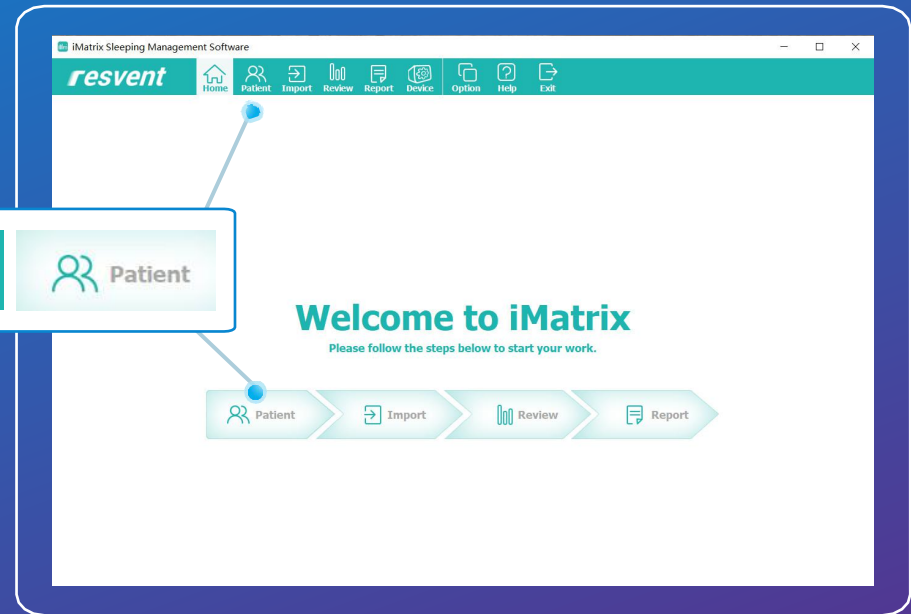 iMatrix Sleeping Management Software
resvent
Home Patient Import Review Report Device Option Help Exit
Patient
Welcome to iMatrix
Please follow the steps below to start your work.
Patient Import Review Report